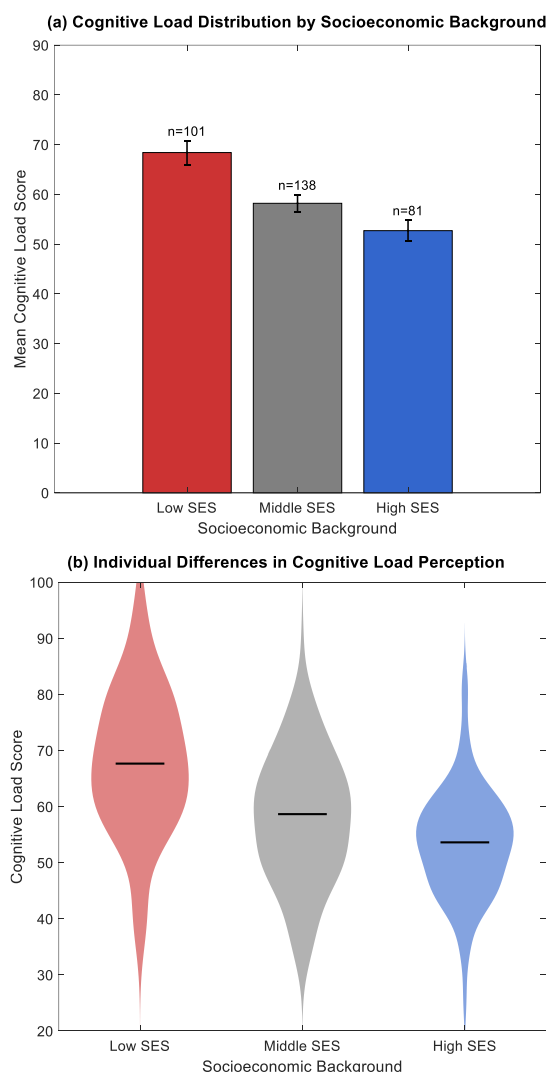 (a) Cognitive Load Distribution by Socioeconomic Background
90
80
70
60
50
40
30
20
10
0
Mean Cognitive Load Score
n=101
n=138
n=81
Low SES Middle SES High SES
Socioeconomic Background
(b) Individual Differences in Cognitive Load Perception
100
90
80
70
60
50
40
30
20
Cognitive Load Score
Low SES Middle SES High SES
Socioeconomic Background